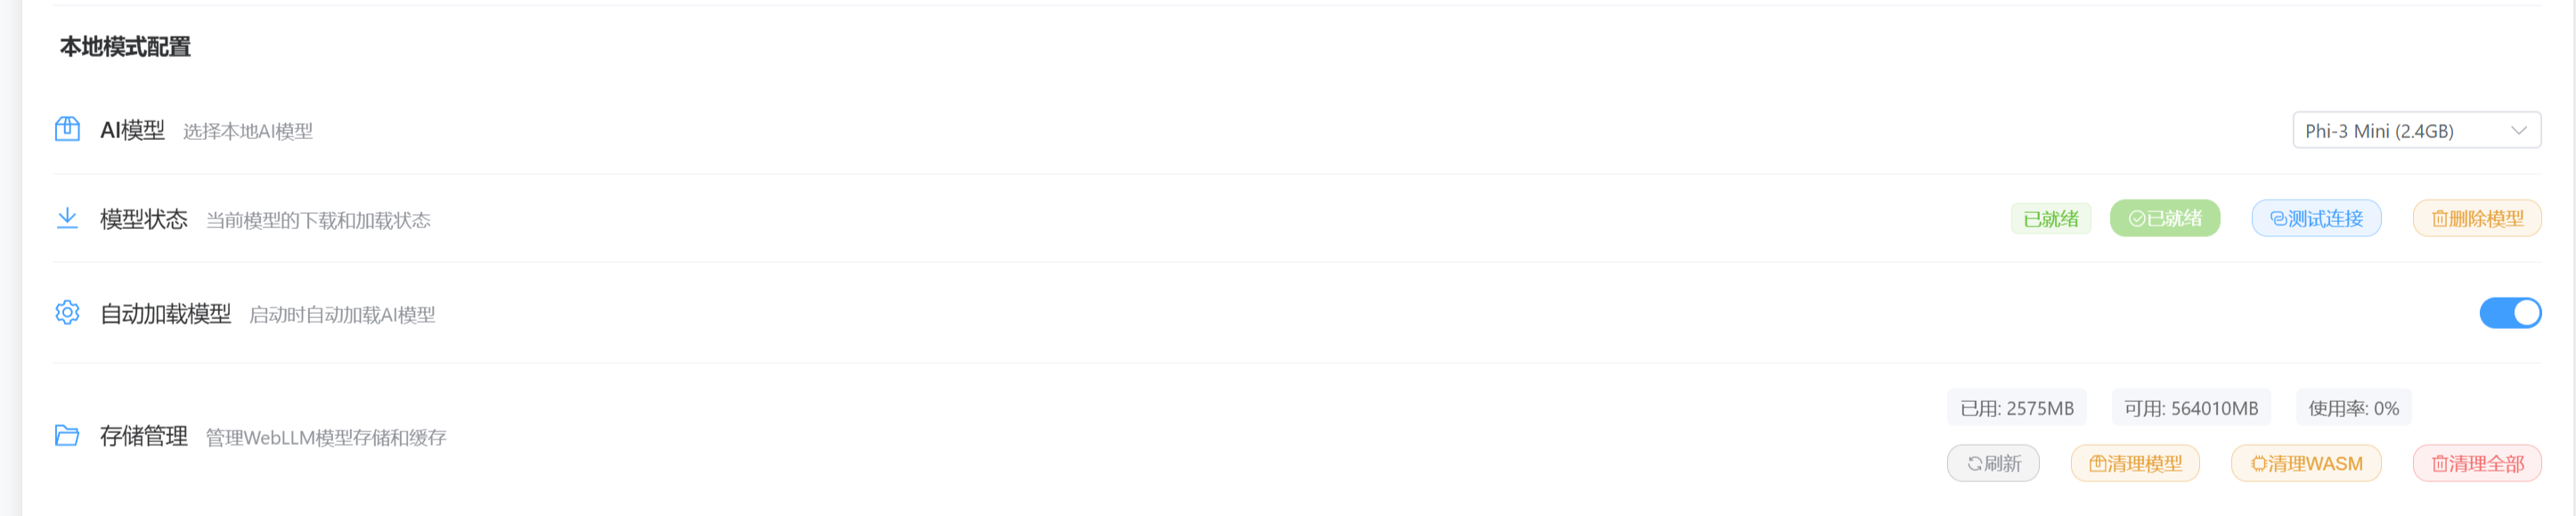 本地模式配置
AI模型 选择本地AI模型 Phi-3 Mini (2.4GB)
模型状态 当前模型的下载和加载状态 已就绪 已就绪 测试连接 删除模型
自动加载模型 启动时自动加载AI模型
已用: 2575MB 可用: 564010MB 使用率: 0%
存储管理 管理WebLLM模型存储和缓存
刷新 清理模型 清理WASM 清理全部